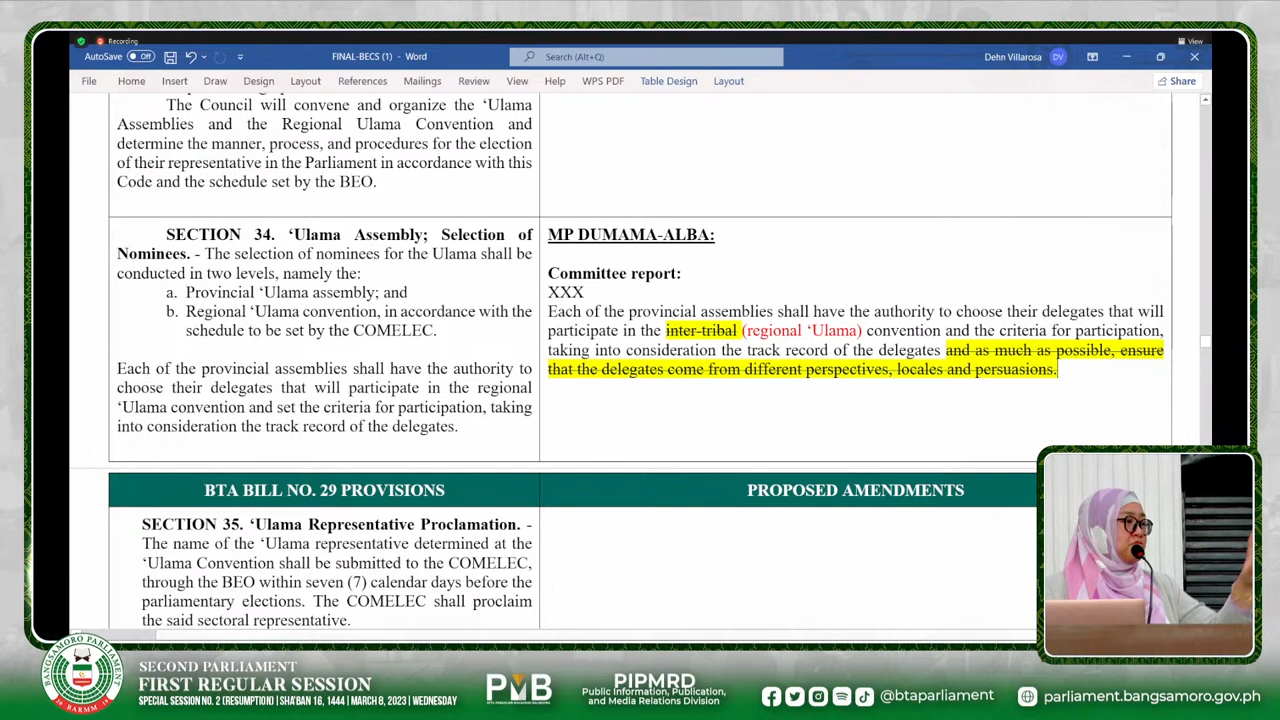 Recording
View
AutoSave Off
FINAL-BECS (1) - Word
Search (Alt+Q)
Dehn Villarosa
DV
File Home Insert Draw Design Layout References Mailings Review View Help WPS PDF Table Design Layout
Share
The Council will convene and organize the ‘Ulama
Assemblies and the Regional Ulama Convention and
determine the manner, process, and procedures for the election
of their representative in the Parliament in accordance with this
Code and the schedule set by the BEO.
SECTION 34. ‘Ulama Assembly; Selection of
Nominees. - The selection of nominees for the Ulama shall be
conducted in two levels, namely the:
a. Provincial ‘Ulama assembly; and
b. Regional ‘Ulama convention, in accordance with the
schedule to be set by the COMELEC.
Each of the provincial assemblies shall have the authority to
choose their delegates that will participate in the regional
‘Ulama convention and set the criteria for participation, taking
into consideration the track record of the delegates.
MP DUMAMA-ALBA:
Committee report:
XXX
Each of the provincial assemblies shall have the authority to choose their delegates that will
participate in the inter-tribal (regional ‘Ulama) convention and the criteria for participation,
taking into consideration the track record of the delegates and as much as possible, ensure
that the delegates come from different perspectives, locales and persuasions.
BTA BILL NO. 29 PROVISIONS
PROPOSED AMENDMENTS
SECTION 35. ‘Ulama Representative Proclamation. -
The name of the ‘Ulama representative determined at the
‘Ulama Convention shall be submitted to the COMELEC,
through the BEO within seven (7) calendar days before the
parliamentary elections. The COMELEC shall proclaim
the said sectoral representative.
BANGSAMORO PARLIAMENT
BARMM
SECOND PARLIAMENT
FIRST REGULAR SESSION
SPECIAL SESSION NO. 2 (RESUMPTION) | SHA'BAN 16, 1444 | MARCH 8, 2023 | WEDNESDAY
PMB
PIPMRD
Public Information, Publication,
and Media Relations Division
@btaparliament
parliament.bangsamoro.gov.ph